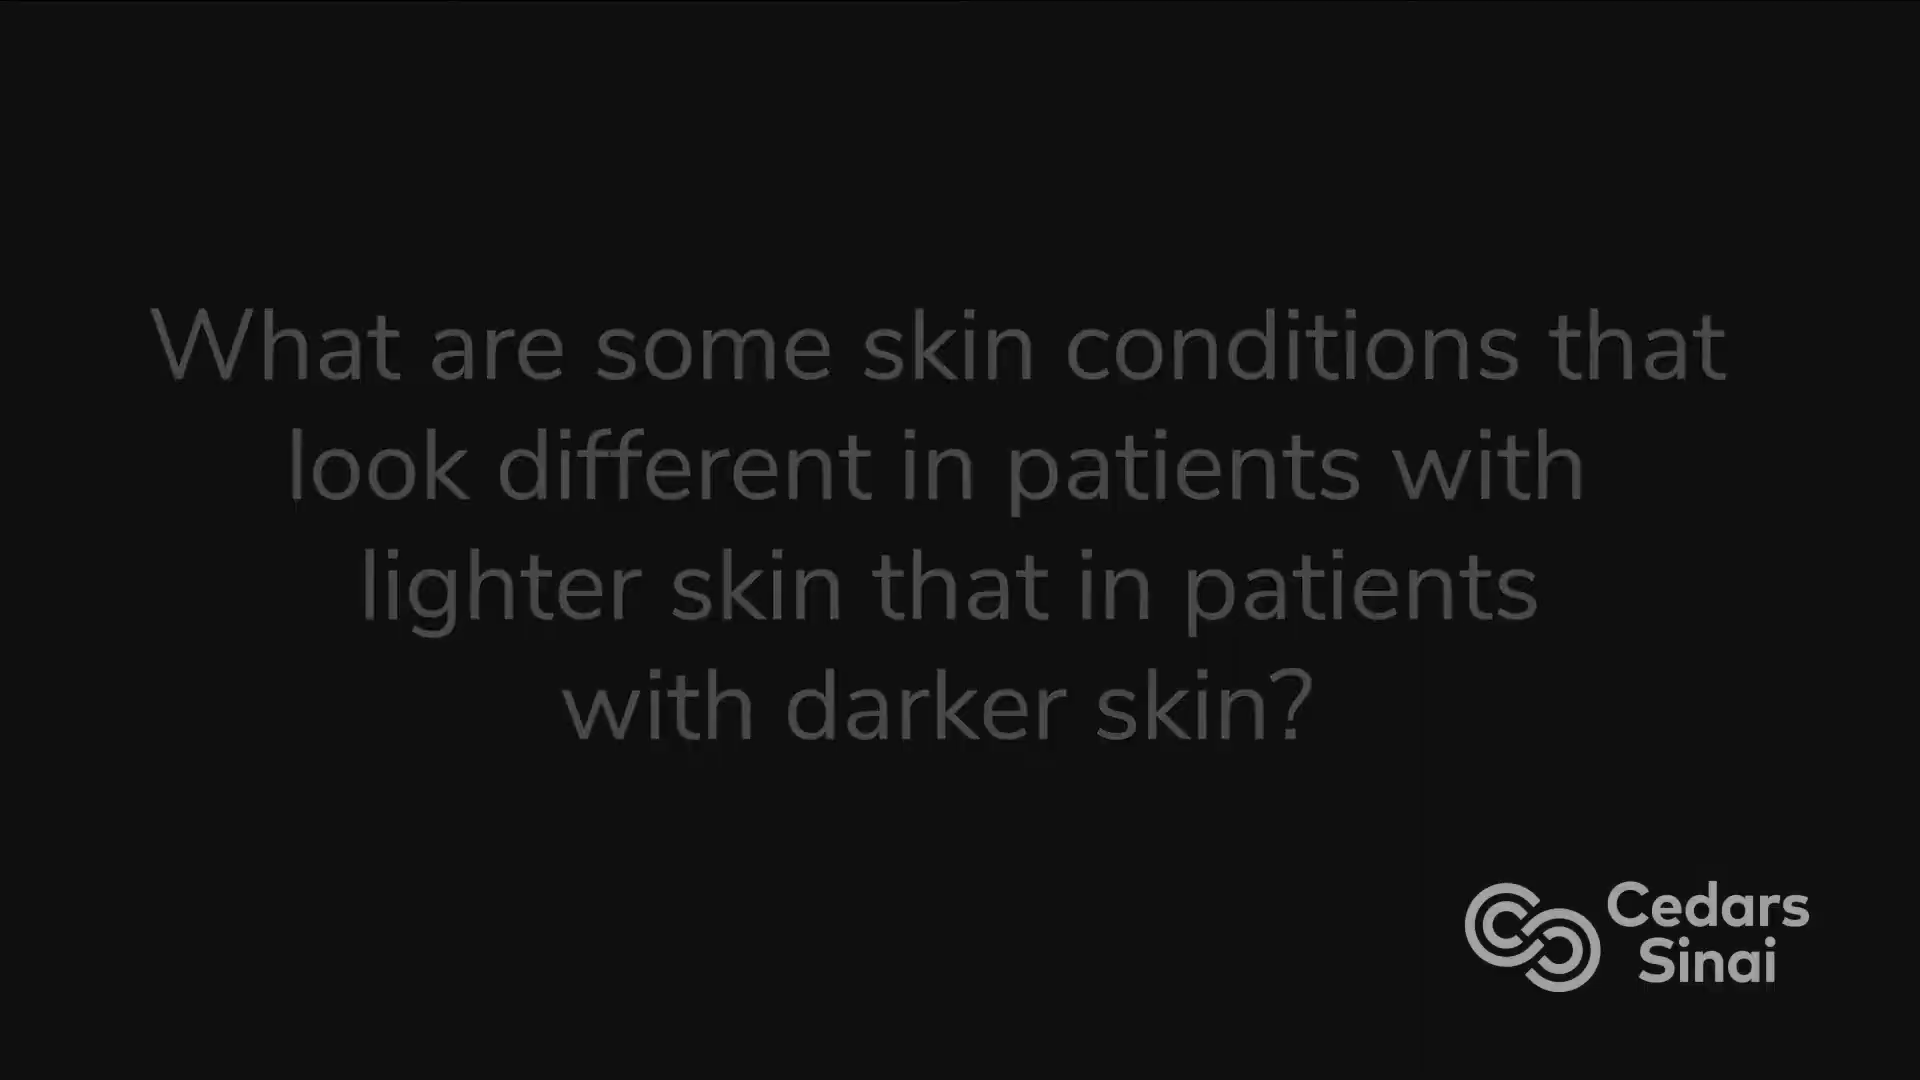 What are some skin conditions that
look different in patients with
lighter skin that in patients
with darker skin?
Cedars
Sinai